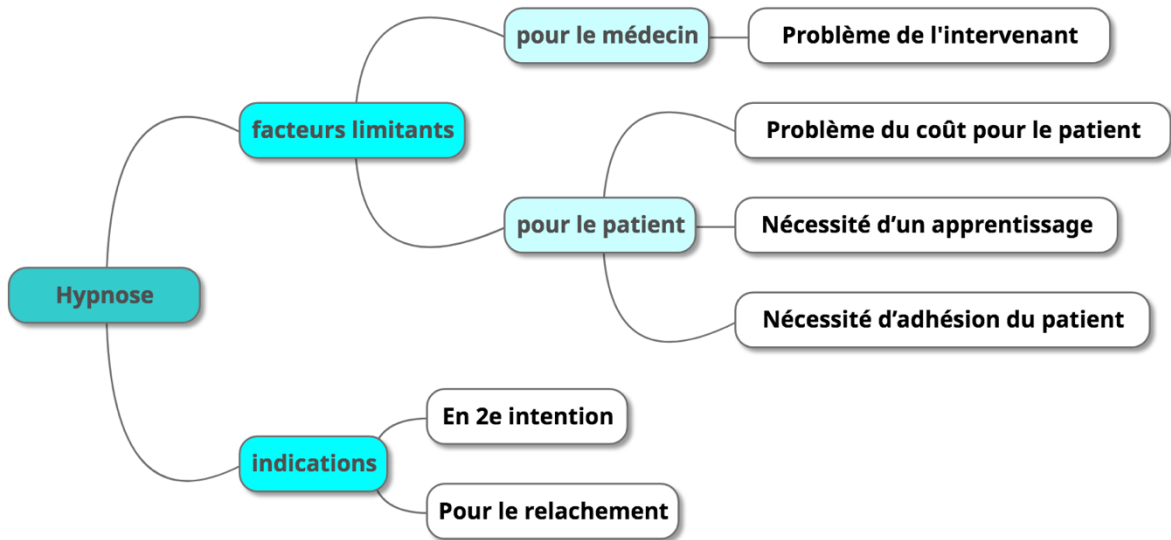 Hypnose
facteurs limitants
pour le médecin
Problème de l'intervenant
pour le patient
Problème du coût pour le patient
Nécessité d’un apprentissage
Nécessité d’adhésion du patient
indications
En 2e intention
Pour le relachement